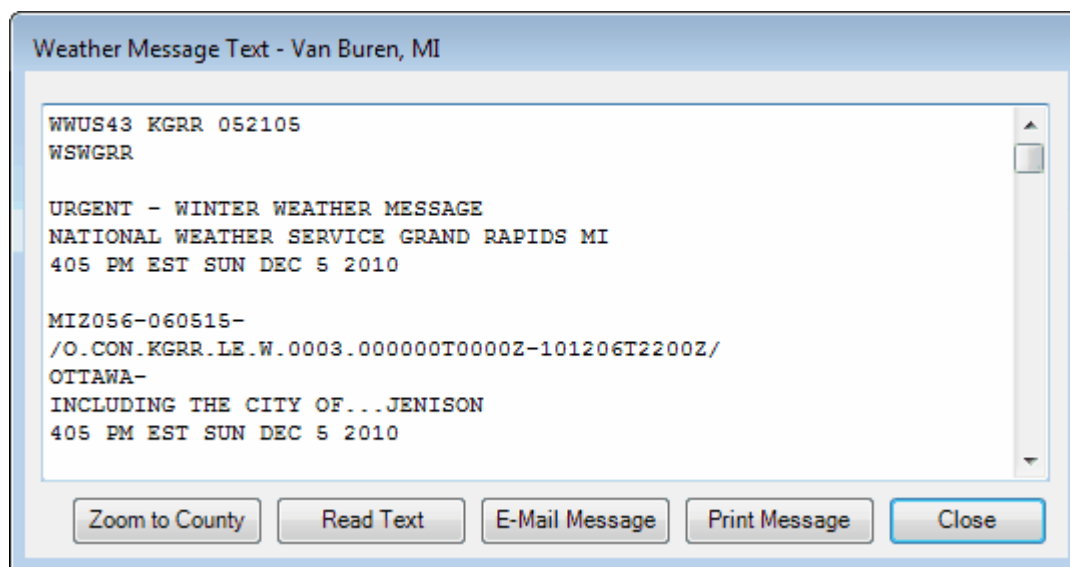 Weather Message Text - Van Buren, MI
WWUS43 KGRR 052105
WSWGRR
URGENT - WINTER WEATHER MESSAGE
NATIONAL WEATHER SERVICE GRAND RAPIDS MI
405 PM EST SUN DEC 5 2010
MIZ056-060515-
/O.CON.KGRR.LE.W.0003.000000T0000Z-101206T2200Z/
OTTAWA-
INCLUDING THE CITY OF...JENISON
405 PM EST SUN DEC 5 2010
Zoom to County Read Text E-Mail Message Print Message Close